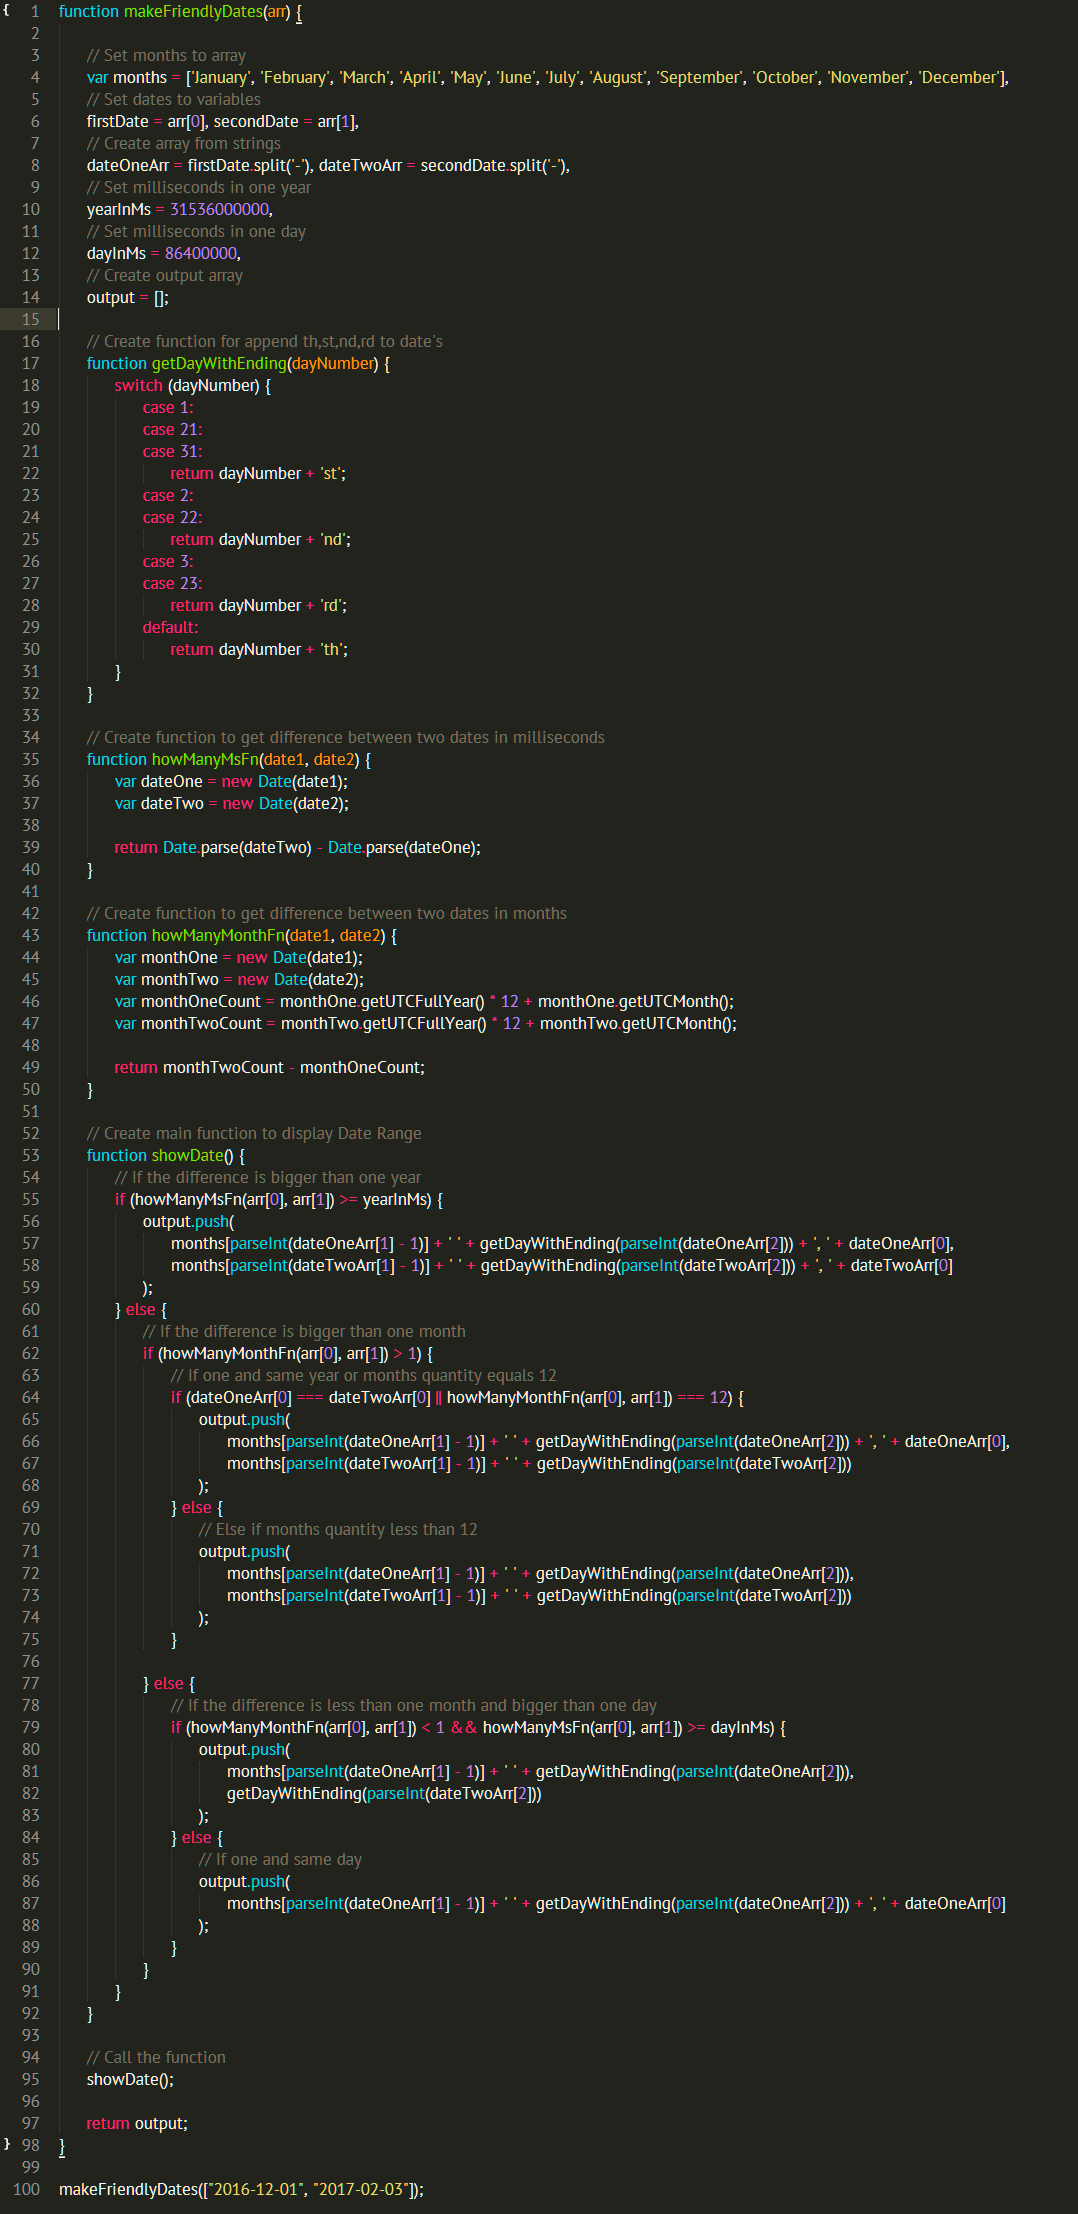 { 1 function makeFriendlyDates(arr) {
2
3 // Set months to array
4 var months = ['January', 'February', 'March', 'April', 'May', 'June', 'July', 'August', 'September', 'October', 'November', 'December'],
5 // Set dates to variables
6 firstDate = arr[0], secondDate = arr[1],
7 // Create array from strings
8 dateOneArr = firstDate.split('-'), dateTwoArr = secondDate.split('-'),
9 // Set milliseconds in one year
10 yearInMs = 31536000000,
11 // Set milliseconds in one day
12 dayInMs = 86400000,
13 // Create output array
14 output = [];
15
16 // Create function for append th,st,nd,rd to date's
17 function getDayWithEnding(dayNumber) {
18 switch (dayNumber) {
19 case 1:
20 case 21:
21 case 31:
22 return dayNumber + 'st';
23 case 2:
24 case 22:
25 return dayNumber + 'nd';
26 case 3:
27 case 23:
28 return dayNumber + 'rd';
29 default:
30 return dayNumber + 'th';
31 }
32 }
33
34 // Create function to get difference between two dates in milliseconds
35 function howManyMsFn(date1, date2) {
36 var dateOne = new Date(date1);
37 var dateTwo = new Date(date2);
38
39 return Date.parse(dateTwo) - Date.parse(dateOne);
40 }
41
42 // Create function to get difference between two dates in months
43 function howManyMonthFn(date1, date2) {
44 var monthOne = new Date(date1);
45 var monthTwo = new Date(date2);
46 var monthOneCount = monthOne.getUTCFullYear() * 12 + monthOne.getUTCMonth();
47 var monthTwoCount = monthTwo.getUTCFullYear() * 12 + monthTwo.getUTCMonth();
48
49 return monthTwoCount - monthOneCount;
50 }
51
52 // Create main function to display Date Range
53 function showDate() {
54 // If the difference is bigger than one year
55 if (howManyMsFn(arr[0], arr[1]) >= yearInMs) {
56 output.push(
57 months[parseInt(dateOneArr[1] - 1)] + ' ' + getDayWithEnding(parseInt(dateOneArr[2])) + ', ' + dateOneArr[0],
58 months[parseInt(dateTwoArr[1] - 1)] + ' ' + getDayWithEnding(parseInt(dateTwoArr[2])) + ', ' + dateTwoArr[0]
59 );
60 } else {
61 // If the difference is bigger than one month
62 if (howManyMonthFn(arr[0], arr[1]) > 1) {
63 // If one and same year or months quantity equals 12
64 if (dateOneArr[0] === dateTwoArr[0] || howManyMonthFn(arr[0], arr[1]) === 12) {
65 output.push(
66 months[parseInt(dateOneArr[1] - 1)] + ' ' + getDayWithEnding(parseInt(dateOneArr[2])) + ', ' + dateOneArr[0],
67 months[parseInt(dateTwoArr[1] - 1)] + ' ' + getDayWithEnding(parseInt(dateTwoArr[2]))
68 );
69 } else {
70 // Else if months quantity less than 12
71 output.push(
72 months[parseInt(dateOneArr[1] - 1)] + ' ' + getDayWithEnding(parseInt(dateOneArr[2])),
73 months[parseInt(dateTwoArr[1] - 1)] + ' ' + getDayWithEnding(parseInt(dateTwoArr[2]))
74 );
75 }
76
77 } else {
78 // If the difference is less than one month and bigger than one day
79 if (howManyMonthFn(arr[0], arr[1]) < 1 && howManyMsFn(arr[0], arr[1]) >= dayInMs) {
80 output.push(
81 months[parseInt(dateOneArr[1] - 1)] + ' ' + getDayWithEnding(parseInt(dateOneArr[2])),
82 getDayWithEnding(parseInt(dateTwoArr[2]))
83 );
84 } else {
85 // If one and same day
86 output.push(
87 months[parseInt(dateOneArr[1] - 1)] + ' ' + getDayWithEnding(parseInt(dateOneArr[2])) + ', ' + dateOneArr[0]
88 );
89 }
90 }
91 }
92 }
93
94 // Call the function
95 showDate();
96
97 return output;
} 98 }
99
100 makeFriendlyDates(["2016-12-01", "2017-02-03"]);